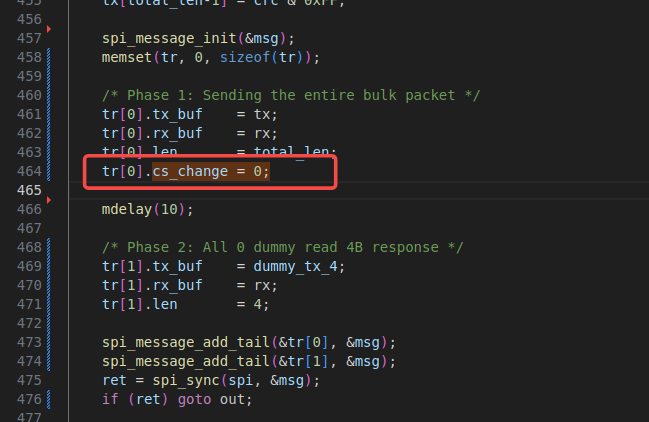 455 tx[total_len-1] = crc & 0xFF;
456
457 spi_message_init(&msg);
458 memset(tr, 0, sizeof(tr));
459
460 /* Phase 1: Sending the entire bulk packet */
461 tr[0].tx_buf = tx;
462 tr[0].rx_buf = rx;
463 tr[0].len = total_len;
464 tr[0].cs_change = 0;
465
466 mdelay(10);
467
468 /* Phase 2: All 0 dummy read 4B response */
469 tr[1].tx_buf = dummy_tx_4;
470 tr[1].rx_buf = rx;
471 tr[1].len = 4;
472
473 spi_message_add_tail(&tr[0], &msg);
474 spi_message_add_tail(&tr[1], &msg);
475 ret = spi_sync(spi, &msg);
476 if (ret) goto out;
477